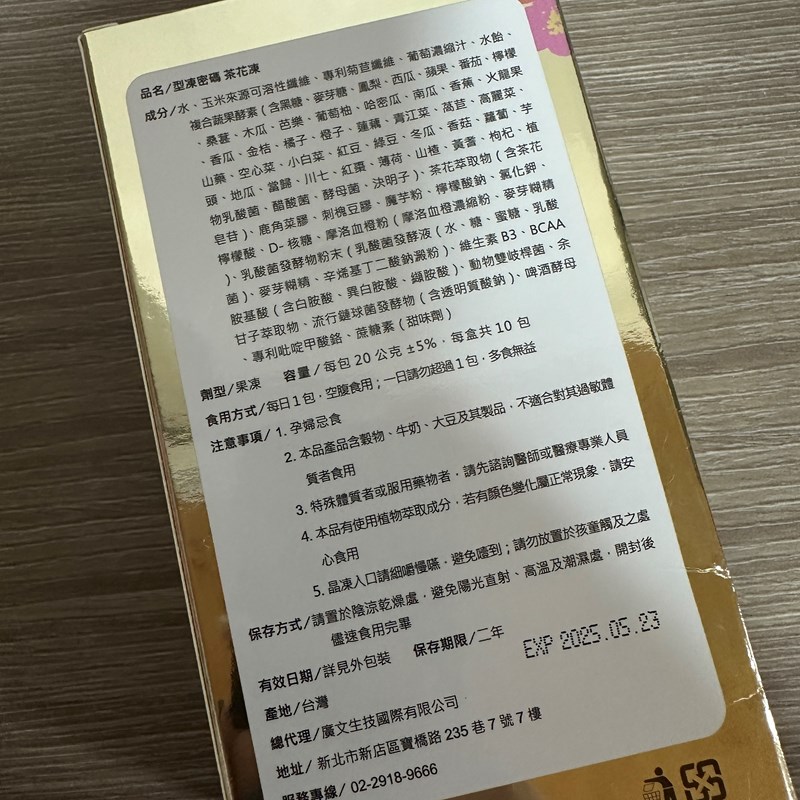 品名/型凍密碼 茶花凍
成分/水、玉米來源可溶性纖維、專利菊苣纖維、葡萄濃縮汁、水飴、
複合蔬果酵素(含黑糖、麥芽糖、鳳梨、西瓜、蘋果、番茄、檸檬
、桑葚、木瓜、芭樂、葡萄柚、哈密瓜、南瓜、香蕉、火龍果
、香瓜、金桔、橘子、橙子、蓮藕、青江菜、萵苣、高麗菜、
山藥、空心菜、小白菜、紅豆、綠豆、冬瓜、香菇、蘿蔔、芋
頭、地瓜、當歸、川七、紅棗、薄荷、山楂、黃耆、枸杞、植
物乳酸菌、醋酸菌、酵母菌、決明子)、茶花萃取物(含茶花
皂苷)、鹿角菜膠、刺槐豆膠、魔芋粉、檸檬酸鈉、氯化鉀、
檸檬酸、D-核糖、摩洛血橙粉(摩洛血橙濃縮粉、麥芽糊精
)、乳酸菌發酵物粉末(乳酸菌發酵液(水、糖、蜜糖、乳酸
菌)、麥芽糊精、辛烯基丁二酸鈉澱粉)、維生素B3、BCAA
胺基酸(含白胺酸、異白胺酸、纈胺酸)、動物雙岐桿菌、余
甘子萃取物、流行鏈球菌發酵物(含透明質酸鈉)、啤酒酵母
、專利吡啶甲酸鉻、蔗糖素(甜味劑)
劑型/果凍 容量/每包20公克±5%,每盒共10包
食用方式/每日1包,空腹食用;一日請勿超過1包,多食無益
注意事項/1. 孕婦忌食
2. 本品產品含穀物、牛奶、大豆及其製品,不適合對其過敏體
質者食用
3. 特殊體質者或服用藥物者,請先諮詢醫師或醫療專業人員
4. 本品有使用植物萃取成分,若有顏色變化屬正常現象,請安
心食用
5. 晶凍入口請細嚼慢嚥,避免噎到;請勿放置於孩童觸及之處
保存方式/請置於陰涼乾燥處,避免陽光直射、高溫及潮濕處,開封後
儘速食用完畢
有效日期/詳見外包裝 保存期限/二年
EXP 2025.05.23
產地/台灣
總代理/廣文生技國際有限公司
地址/新北市新店區寶橋路235巷7號7樓
服務專線/02-2918-9666